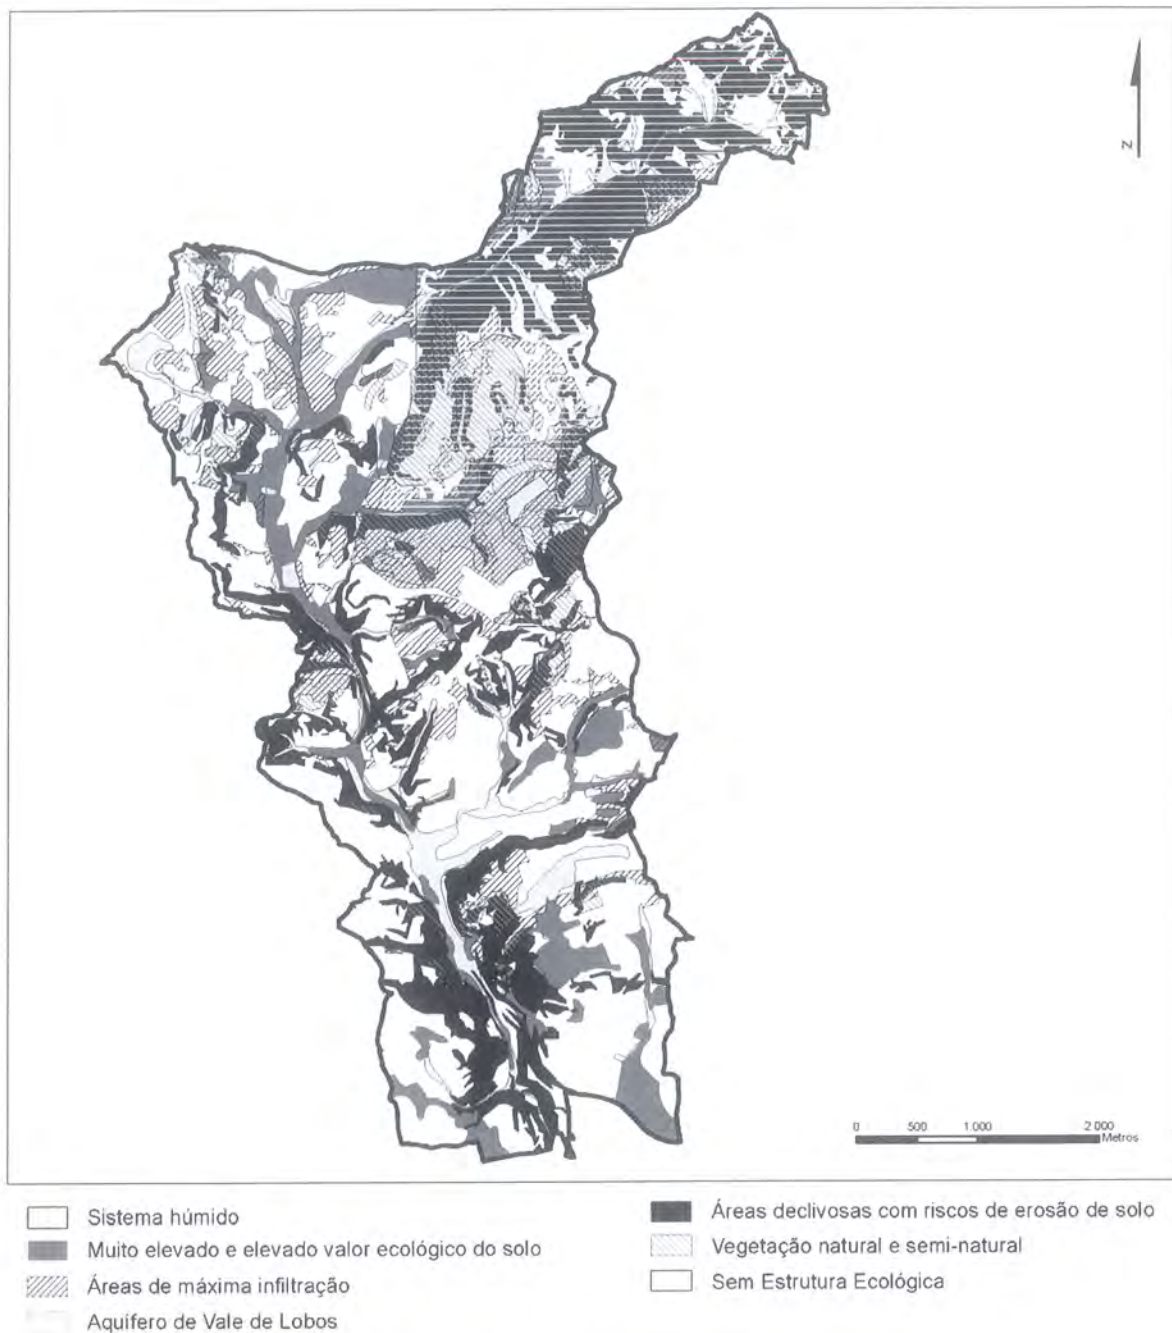 N
0 500 1.000 2 000
Metros
Sistema húmido
Muito elevado e elevado valor ecológico do solo
Áreas de máxima infiltração
Aquífero de Vale de Lobos
Áreas declivosas com riscos de erosão de solo
Vegetação natural e semi-natural
Sem Estrutura Ecológica